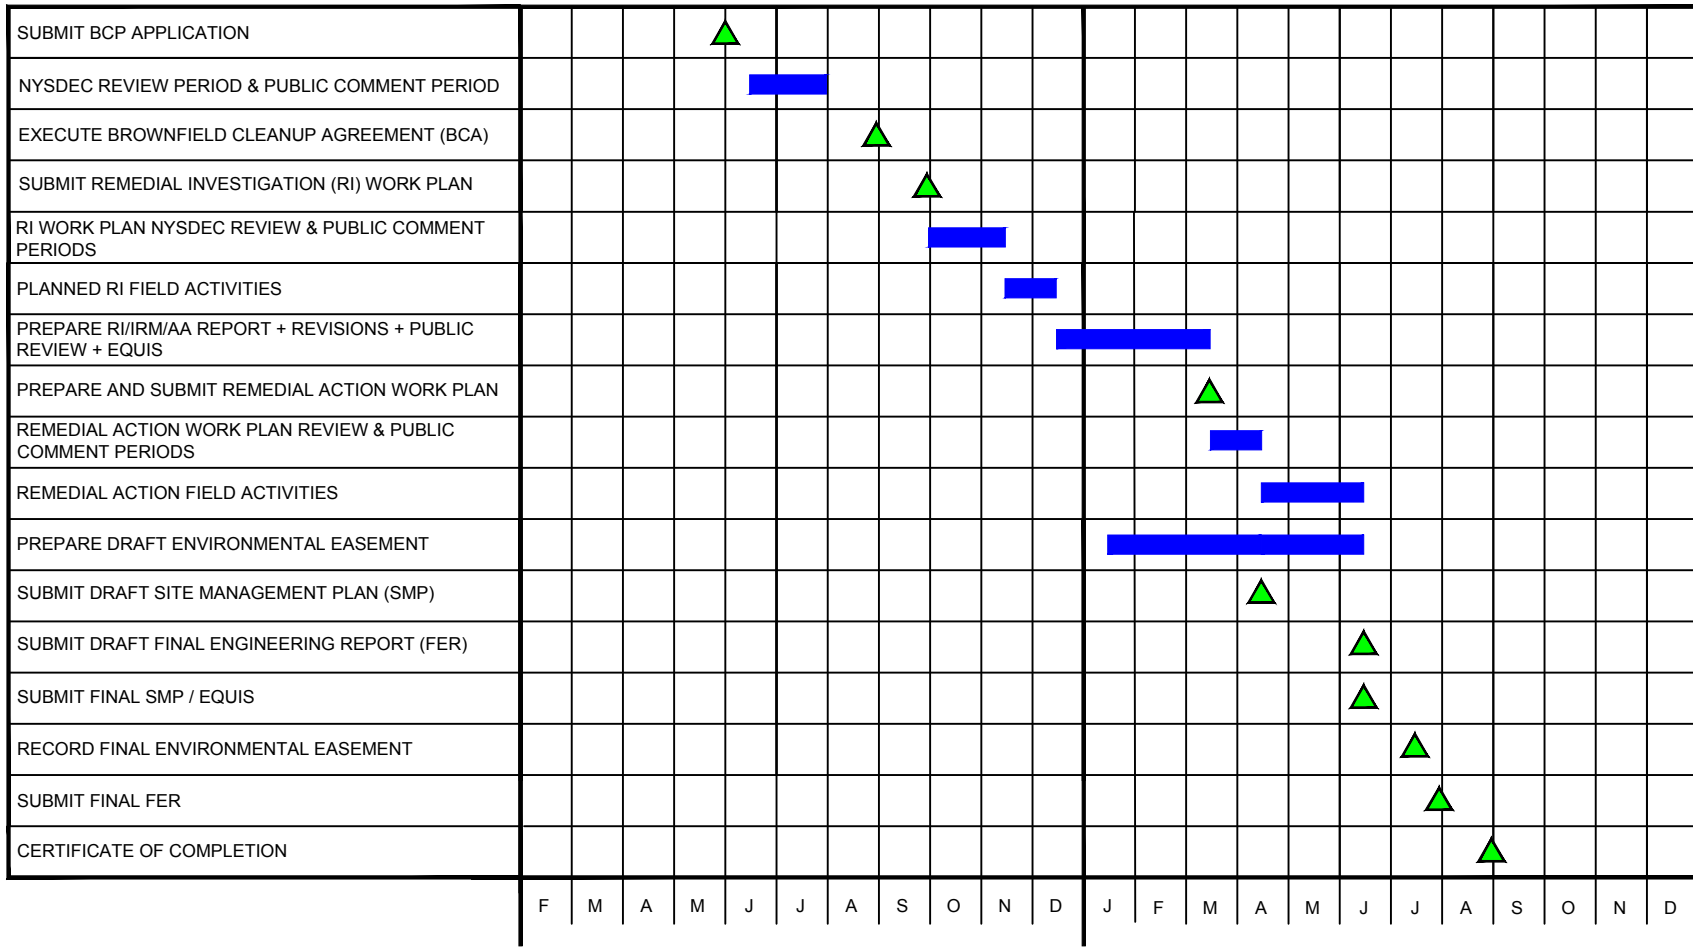 SUBMIT BCP APPLICATION
NYSDEC REVIEW PERIOD & PUBLIC COMMENT PERIOD
EXECUTE BROWNFIELD CLEANUP AGREEMENT (BCA)
SUBMIT REMEDIAL INVESTIGATION (RI) WORK PLAN
RI WORK PLAN NYSDEC REVIEW & PUBLIC COMMENT
PERIODS
PLANNED RI FIELD ACTIVITIES
PREPARE RI/IRM/AA REPORT + REVISIONS + PUBLIC
REVIEW + EQUIS
PREPARE AND SUBMIT REMEDIAL ACTION WORK PLAN
REMEDIAL ACTION WORK PLAN REVIEW & PUBLIC
COMMENT PERIODS
REMEDIAL ACTION FIELD ACTIVITIES
PREPARE DRAFT ENVIRONMENTAL EASEMENT
SUBMIT DRAFT SITE MANAGEMENT PLAN (SMP)
SUBMIT DRAFT FINAL ENGINEERING REPORT (FER)
SUBMIT FINAL SMP / EQUIS
RECORD FINAL ENVIRONMENTAL EASEMENT
SUBMIT FINAL FER
CERTIFICATE OF COMPLETION
F M A M J J A S O N D J F M A M J J A S O N D